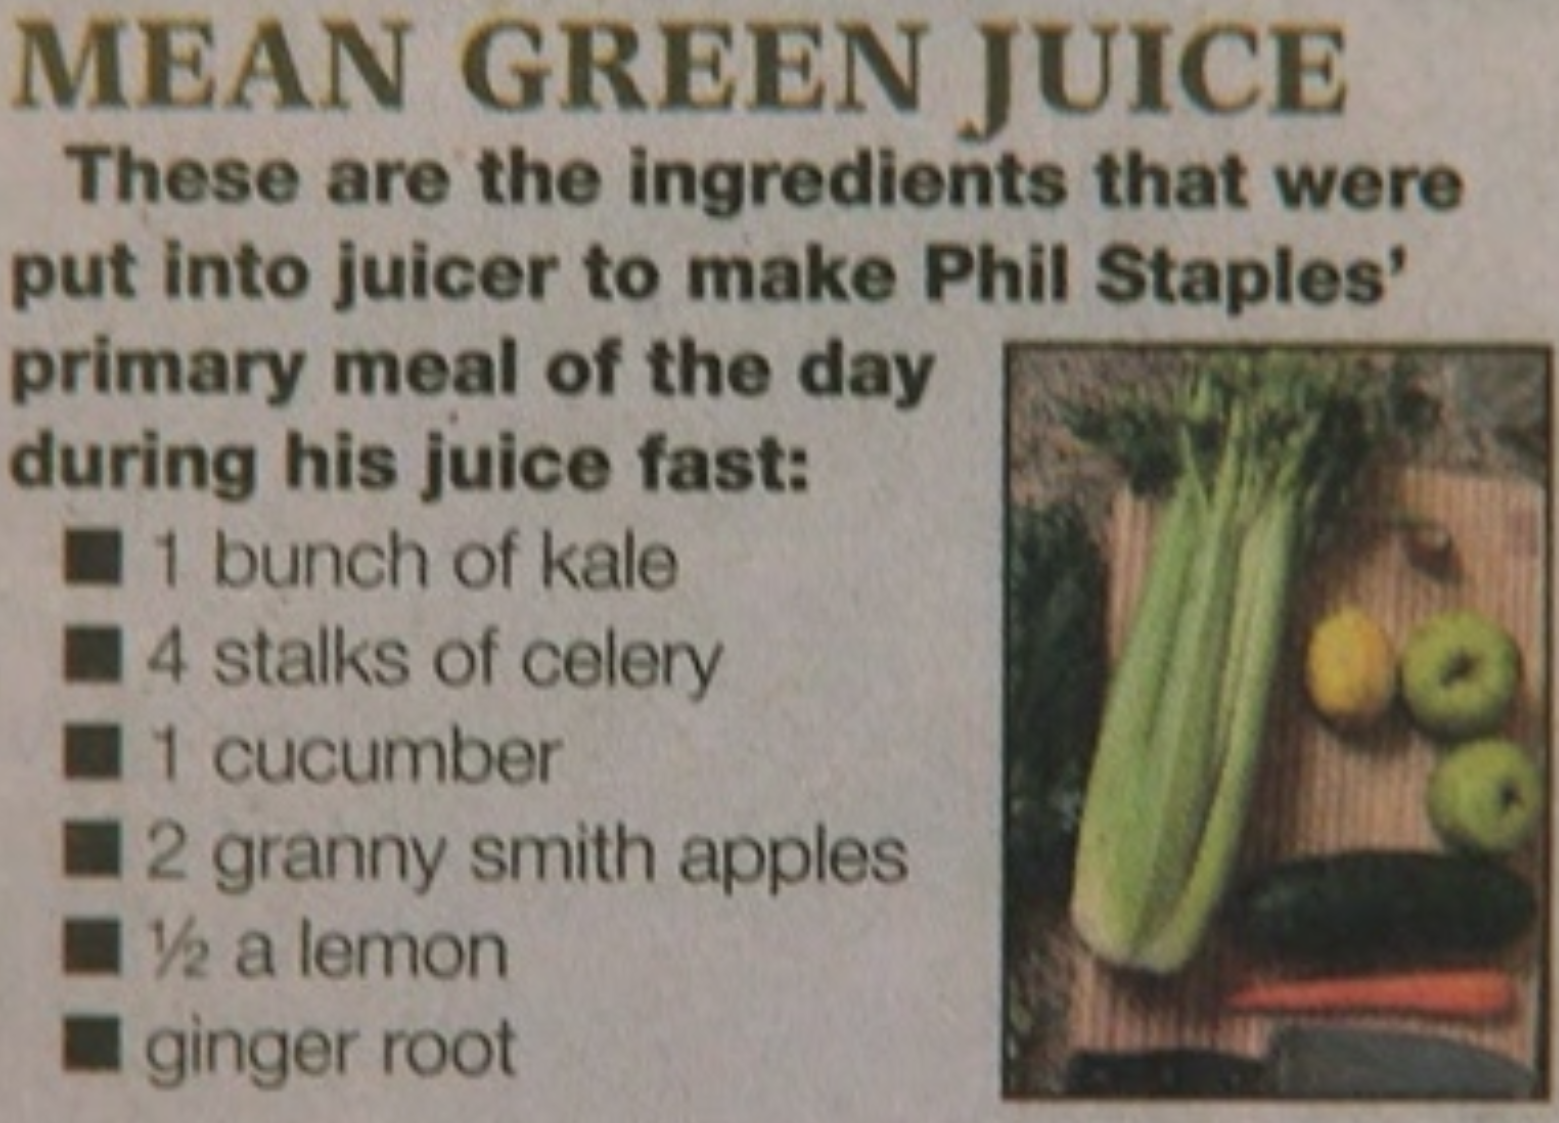 MEAN GREEN JUICE
These are the ingredients that were
put into juicer to make Phil Staples'
primary meal of the day
during his juice fast:
■ 1 bunch of kale
■ 4 stalks of celery
■ 1 cucumber
■ 2 granny smith apples
■ ½ a lemon
■ ginger root